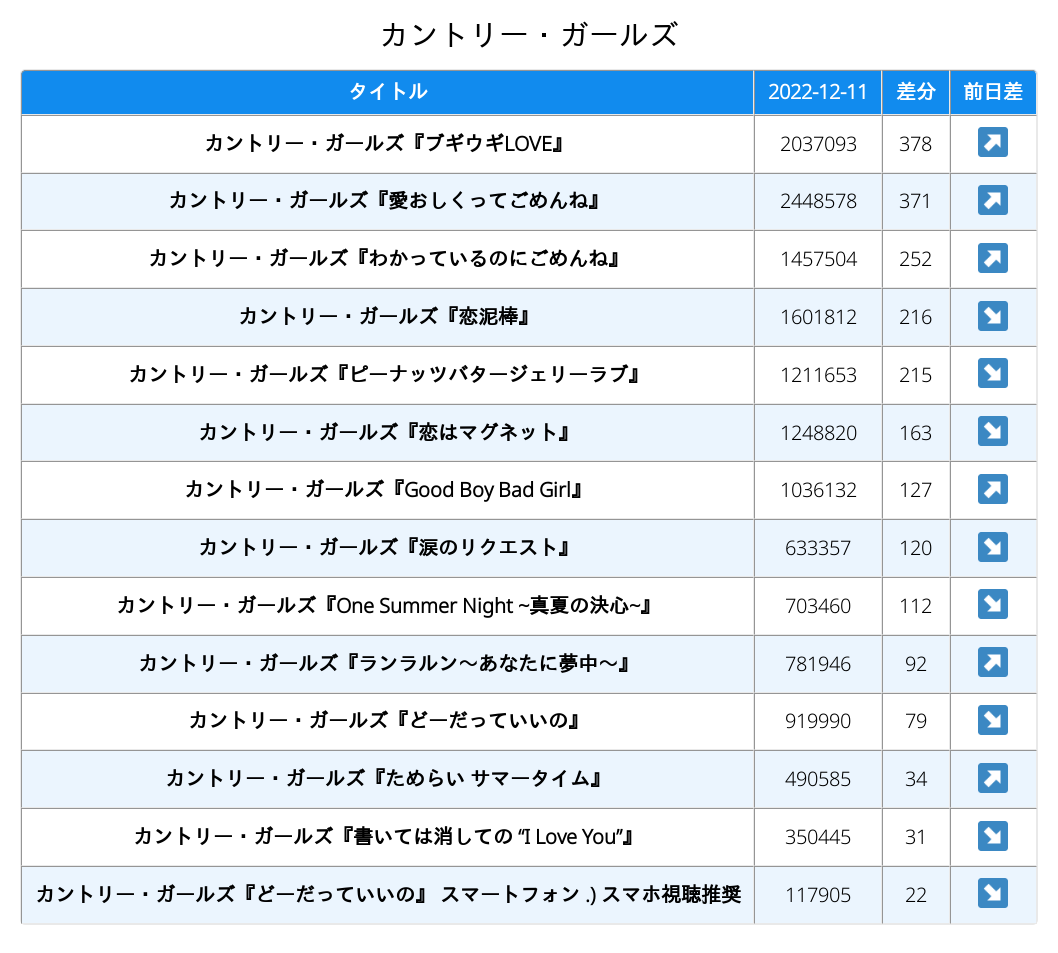 カントリー・ガールズ
タイトル 2022-12-11 差分 前日差
カントリー・ガールズ『ブギウギLOVE』 2037093 378 ↗
カントリー・ガールズ『愛おしくってごめんね』 2448578 371 ↗
カントリー・ガールズ『わかっているのにごめんね』 1457504 252 ↗
カントリー・ガールズ『恋泥棒』 1601812 216 ↘
カントリー・ガールズ『ピーナッツバタージェリーラブ』 1211653 215 ↘
カントリー・ガールズ『恋はマグネット』 1248820 163 ↘
カントリー・ガールズ『Good Boy Bad Girl』 1036132 127 ↗
カントリー・ガールズ『涙のリクエスト』 633357 120 ↘
カントリー・ガールズ『One Summer Night ~真夏の決心~』 703460 112 ↘
カントリー・ガールズ『ランラルン～あなたに夢中～』 781946 92 ↗
カントリー・ガールズ『どーだっていいの』 919990 79 ↘
カントリー・ガールズ『ためらい サマータイム』 490585 34 ↗
カントリー・ガールズ『書いては消しての “I Love You”』 350445 31 ↘
カントリー・ガールズ『どーだっていいの』 スマートフォン .) スマホ視聴推奨 117905 22 ↘